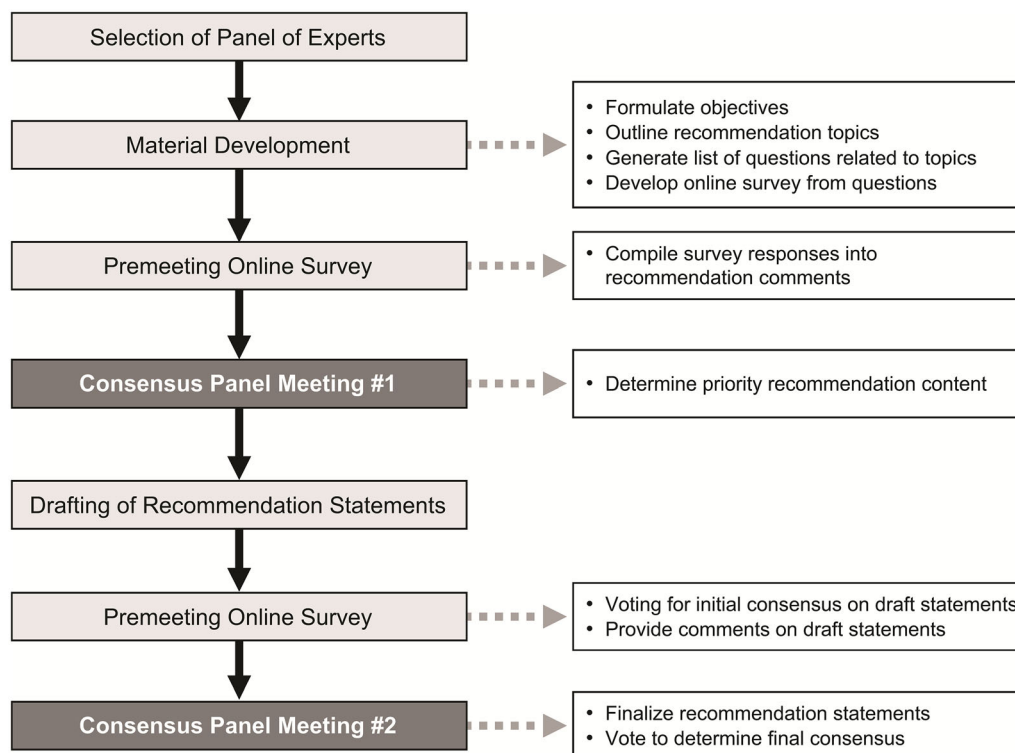 Selection of Panel of Experts
Material Development
• Formulate objectives
• Outline recommendation topics
• Generate list of questions related to topics
• Develop online survey from questions
Premeeting Online Survey
• Compile survey responses into
recommendation comments
Consensus Panel Meeting #1
• Determine priority recommendation content
Drafting of Recommendation Statements
Premeeting Online Survey
• Voting for initial consensus on draft statements
• Provide comments on draft statements
Consensus Panel Meeting #2
• Finalize recommendation statements
• Vote to determine final consensus